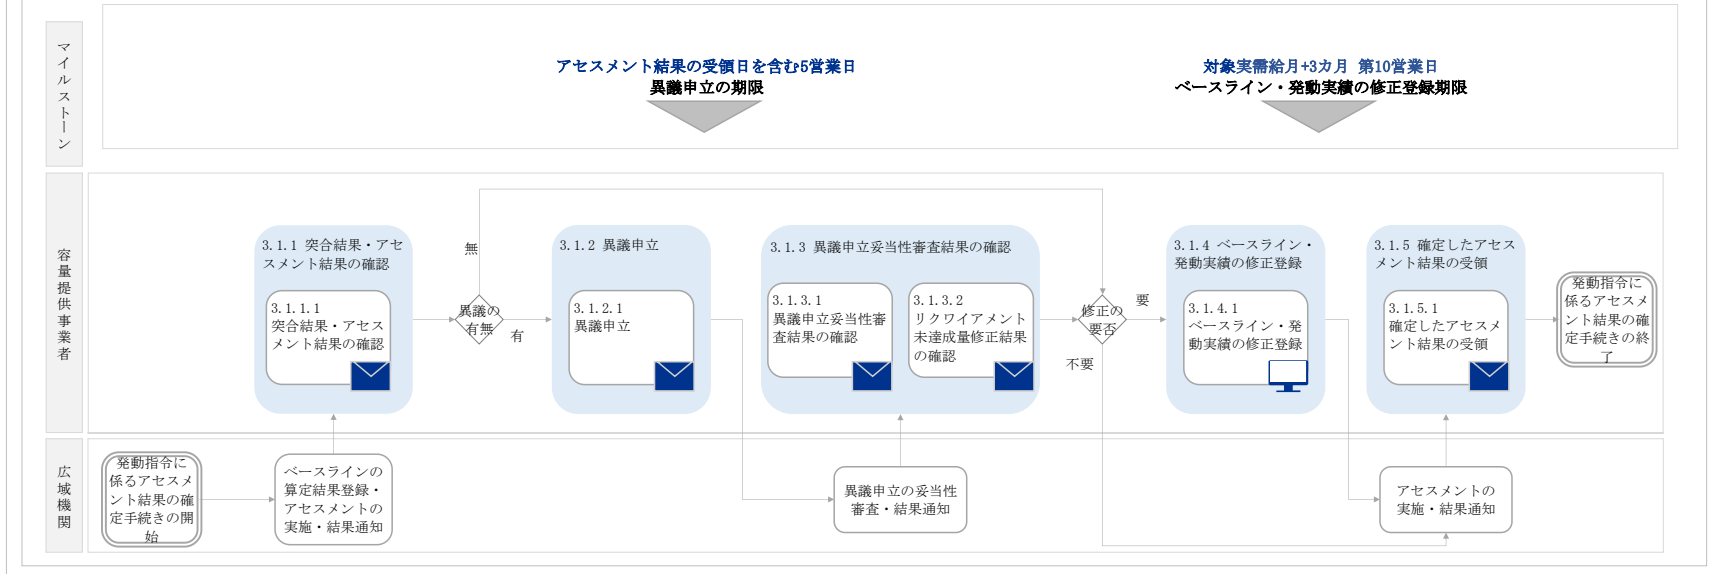 マイルストーン
アセスメント結果の受領日を含む5営業日
異議申立の期限
対象実需給月+3カ月 第10営業日
ベースライン・発動実績の修正登録期限
容量提供事業者
3.1.1 突合結果・アセ
スメント結果の確認
3.1.1.1
突合結果・アセス
メント結果の確認
無
異議の
有無
有
3.1.2 異議申立
3.1.2.1
異議申立
3.1.3 異議申立妥当性審査結果の確認
3.1.3.1
異議申立妥当性審
査結果の確認
3.1.3.2
リクワイアメント
未達成量修正結果
の確認
修正の
要否
要
不要
3.1.4 ベースライン・
発動実績の修正登録
3.1.4.1
ベースライン・発
動実績の修正登録
3.1.5 確定したアセス
メント結果の受領
3.1.5.1
確定したアセスメ
ント結果の受領
発動指令に
係るアセスメ
ント結果の確
定手続きの終
了
広域機関
発動指令に
係るアセスメ
ント結果の確
定手続きの開
始
ベースラインの
算定結果登録・
アセスメントの
実施・結果通知
異議申立の妥当性
審査・結果通知
アセスメントの
実施・結果通知